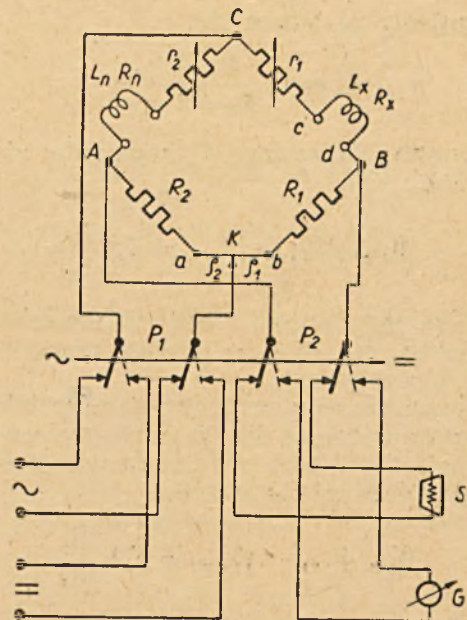 C
r₂ r₁
Lₙ Rₙ Lₓ Rₓ
c
A d B
R₂ R₁
K
a ρ₂ ρ₁ b
P₁ P₂
~ =
~ S
= G